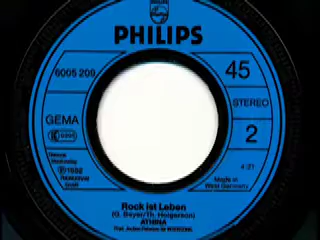 PHILIPS
6005 209
45
GEMA
STEREO
2
4:21
Made in
West Germany
Rock ist Leben
(G. Beyer/Th. Holgerson)
ATHINA